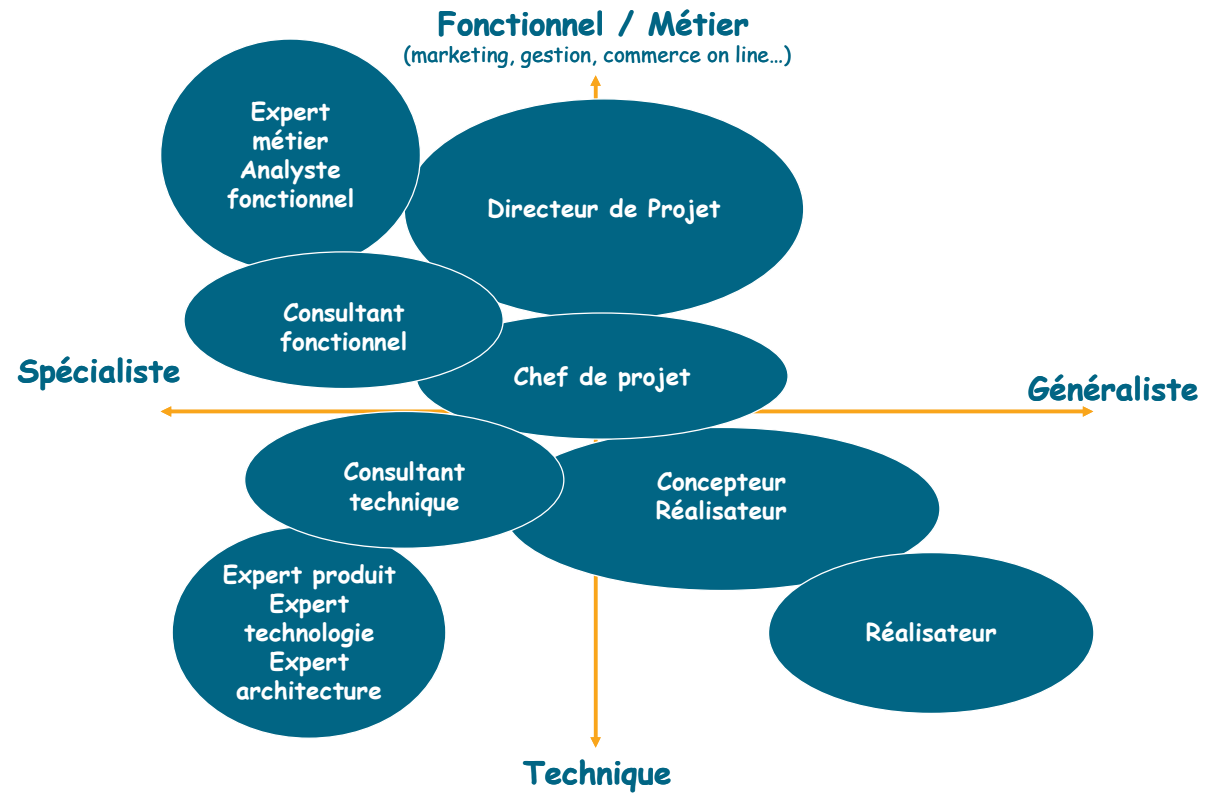 Fonctionnel / Métier
(marketing, gestion, commerce on line...)
Expert
métier
Analyste
fonctionnel
Directeur de Projet
Consultant
fonctionnel
Spécialiste
Chef de projet
Généraliste
Consultant
technique
Concepteur
Réalisateur
Expert produit
Expert
technologie
Expert
architecture
Réalisateur
Technique